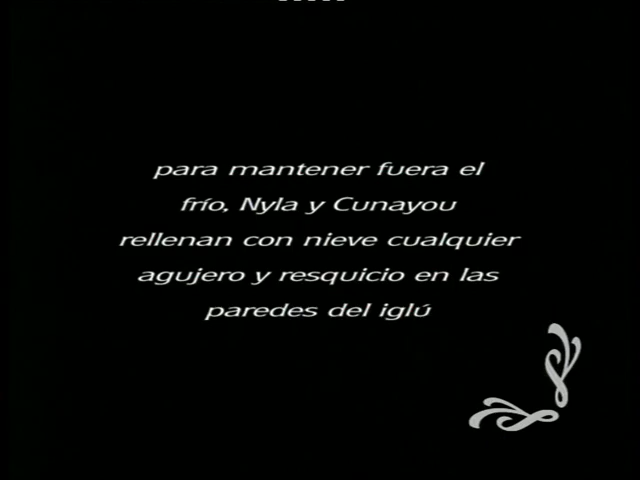 para mantener fuera el
frío, Nyla y Cunayou
rellenan con nieve cualquier
agujero y resquicio en las
paredes del iglú